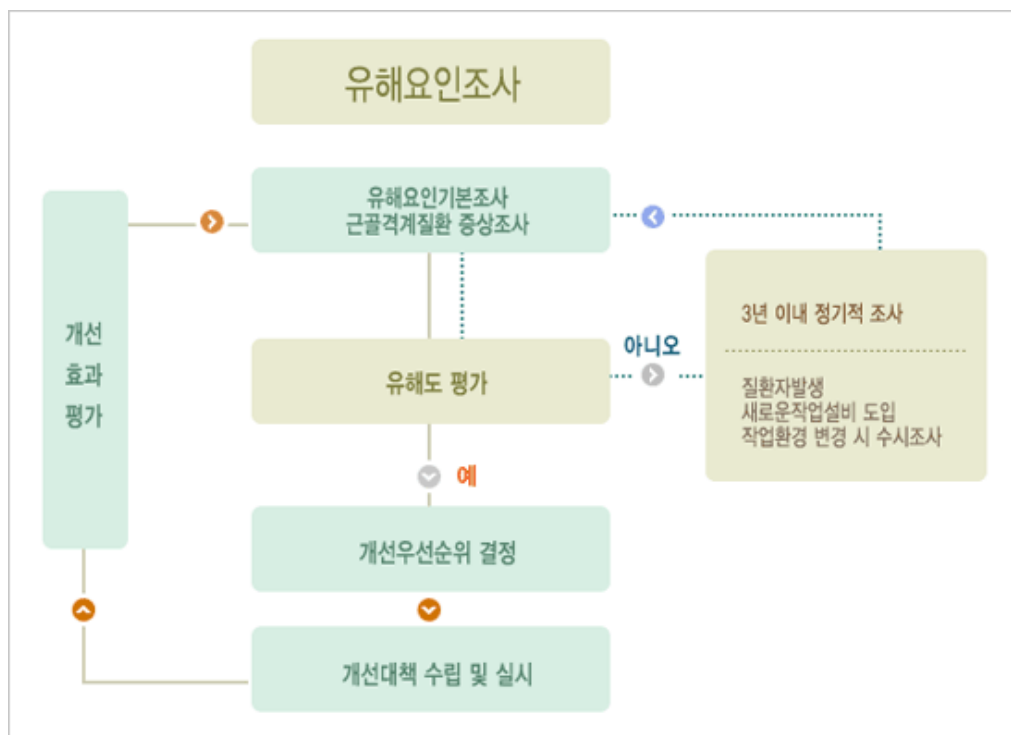 유해요인조사
유해요인기본조사
근골격계질환 증상조사
개선
효과
평가
3년 이내 정기적 조사
아니오
유해도 평가
질환자발생
새로운작업설비 도입
작업환경 변경 시 수시조사
예
개선우선순위 결정
개선대책 수립 및 실시